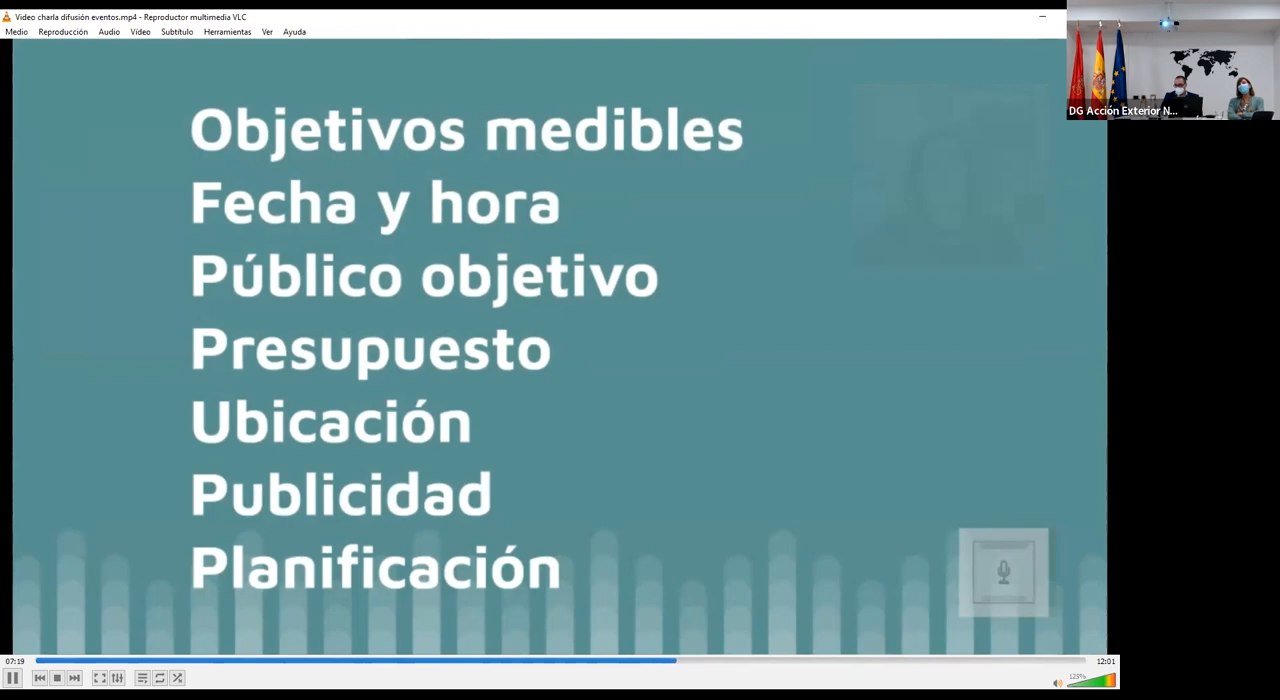 Video charla difusión eventos.mp4 - Reproductor multimedia VLC
Medio Reproducción Audio Vídeo Subtítulo Herramientas Ver Ayuda
DG Acción Exterior N...
Objetivos medibles
Fecha y hora
Público objetivo
Presupuesto
Ubicación
Publicidad
Planificación
07:19
12:01
125%